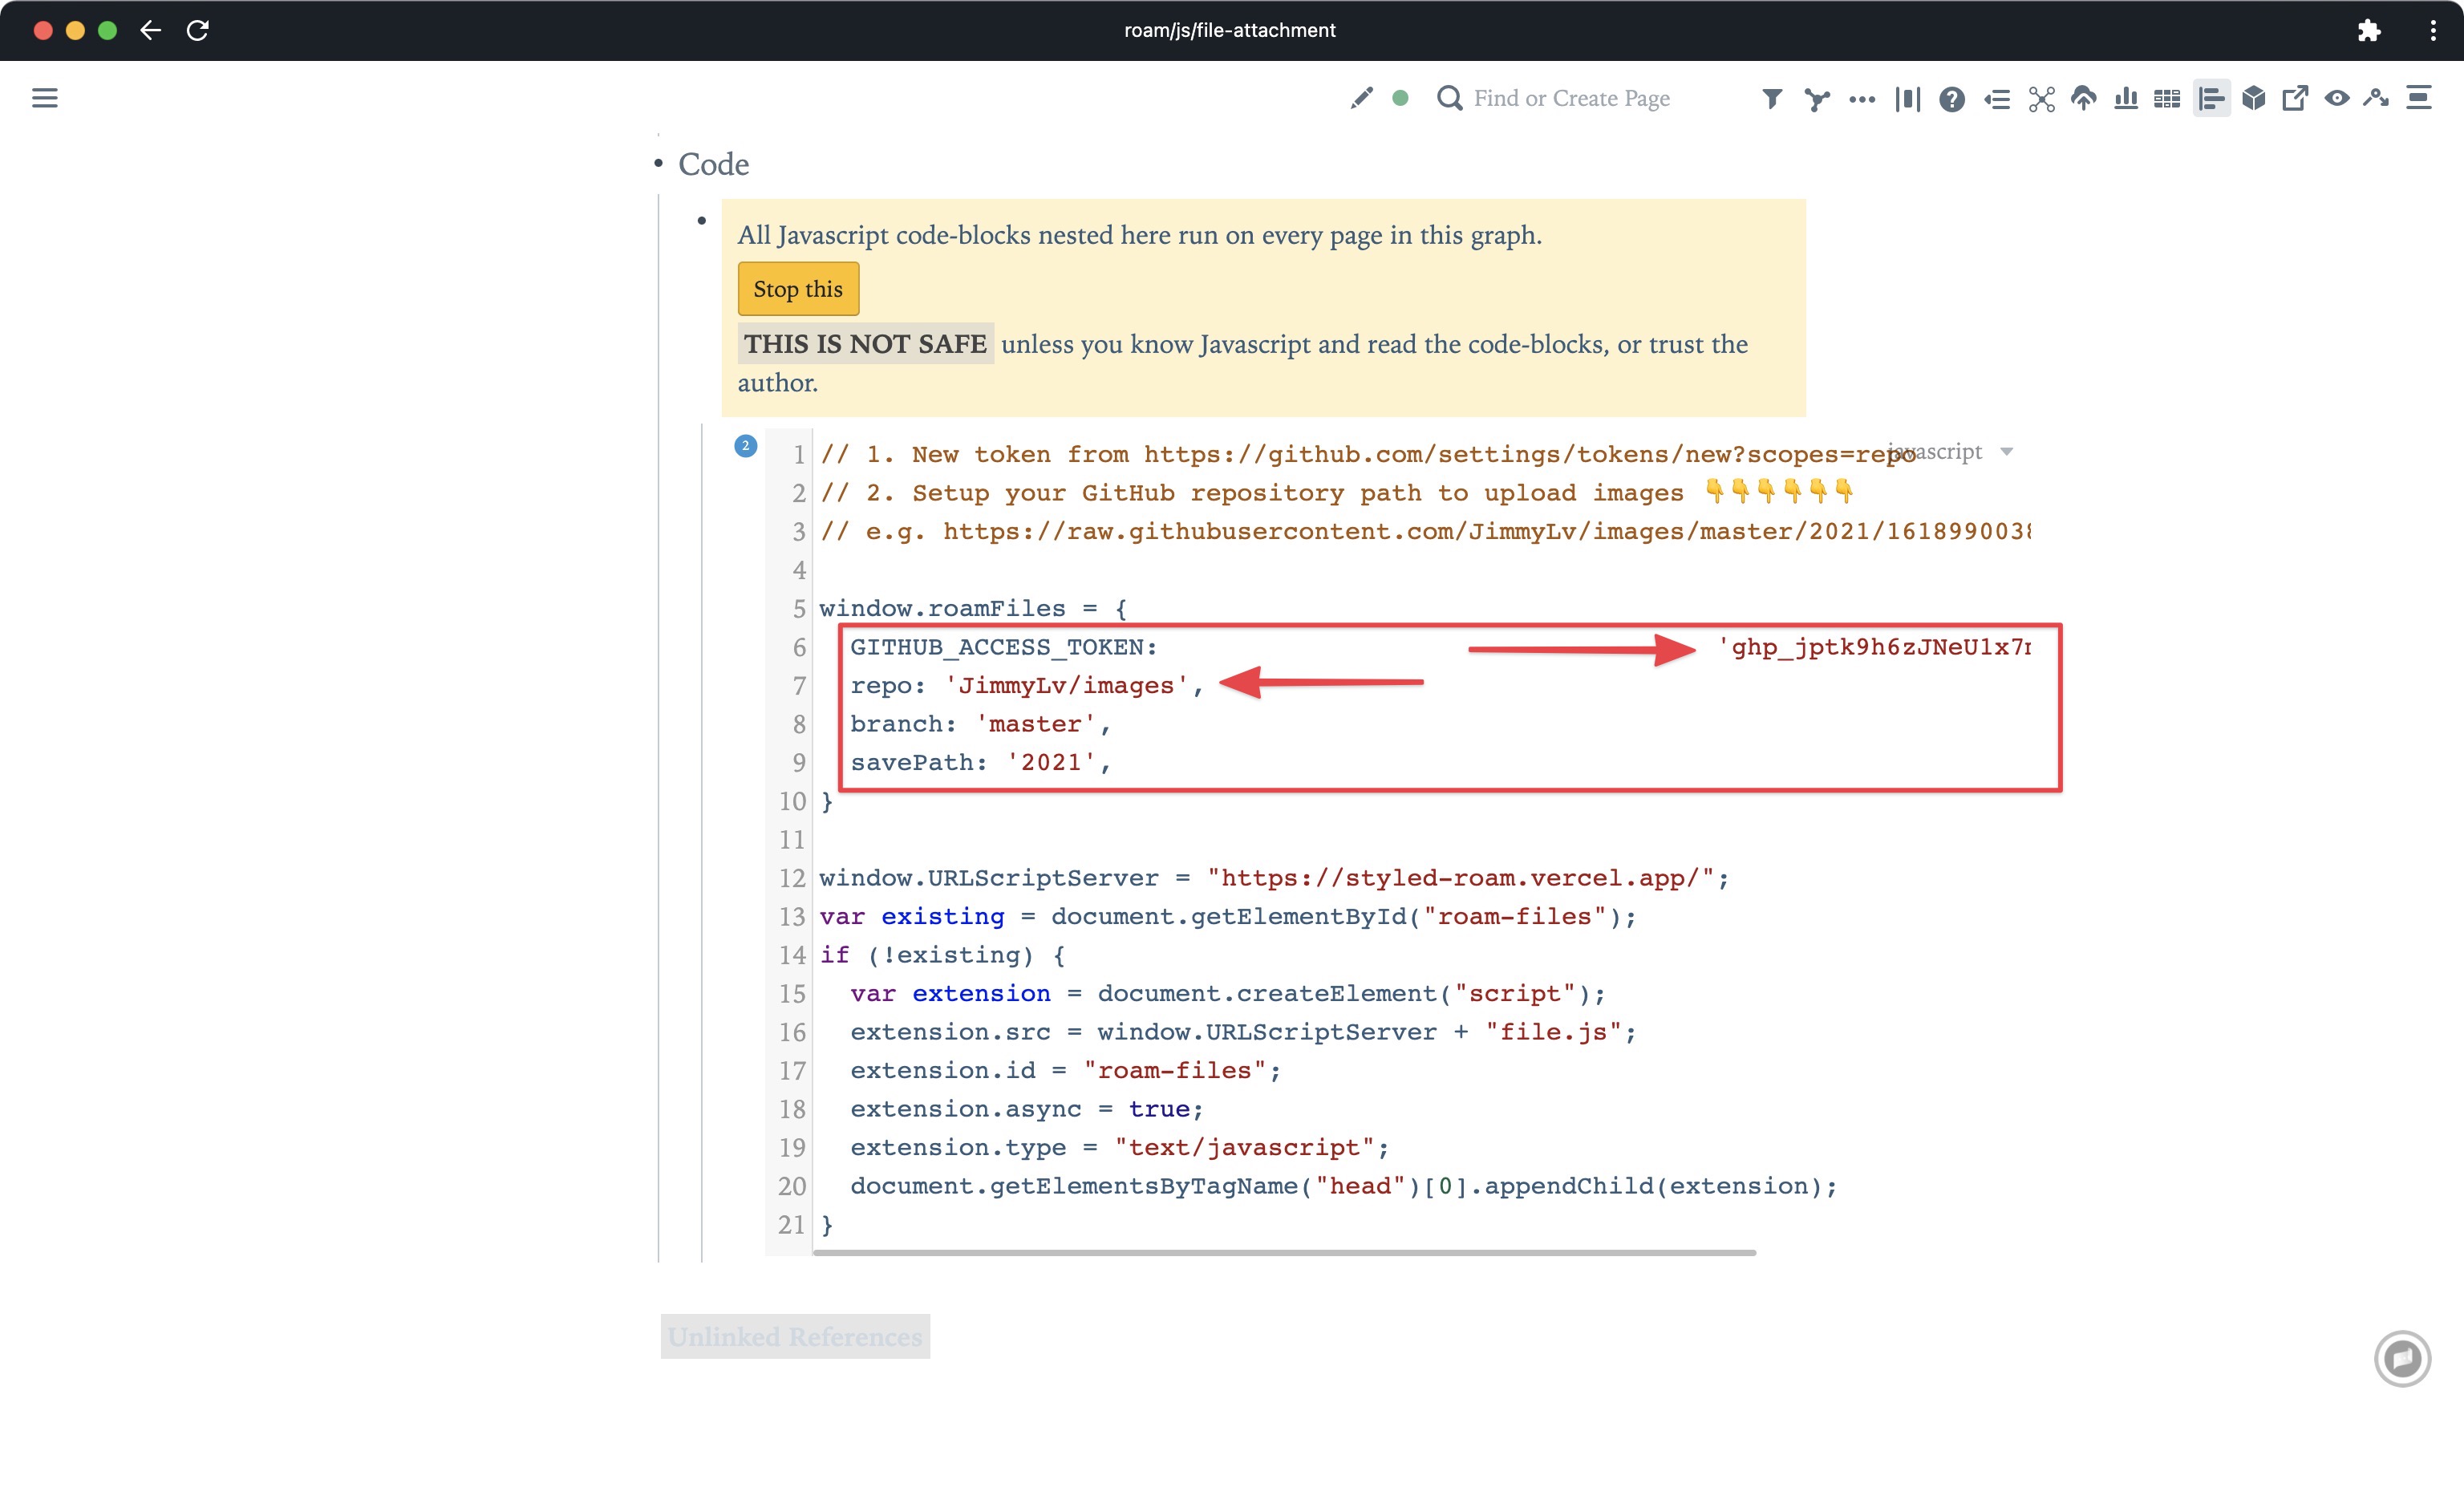 roam/js/file-attachment
Find or Create Page
Code
All Javascript code-blocks nested here run on every page in this graph.
Stop this
THIS IS NOT SAFE unless you know Javascript and read the code-blocks, or trust the
author.
2
javascript
1 // 1. New token from https://github.com/settings/tokens/new?scopes=repo
2 // 2. Setup your GitHub repository path to upload images 👇👇👇👇👇👇
3 // e.g. https://raw.githubusercontent.com/JimmyLv/images/master/2021/161899003
4
5 window.roamFiles = {
6 GITHUB_ACCESS_TOKEN: 'ghp_jptk9h6zJNeU1x7
7 repo: 'JimmyLv/images',
8 branch: 'master',
9 savePath: '2021',
10 }
11
12 window.URLScriptServer = "https://styled-roam.vercel.app/";
13 var existing = document.getElementById("roam-files");
14 if (!existing) {
15 var extension = document.createElement("script");
16 extension.src = window.URLScriptServer + "file.js";
17 extension.id = "roam-files";
18 extension.async = true;
19 extension.type = "text/javascript";
20 document.getElementsByTagName("head")[0].appendChild(extension);
21 }
Unlinked References